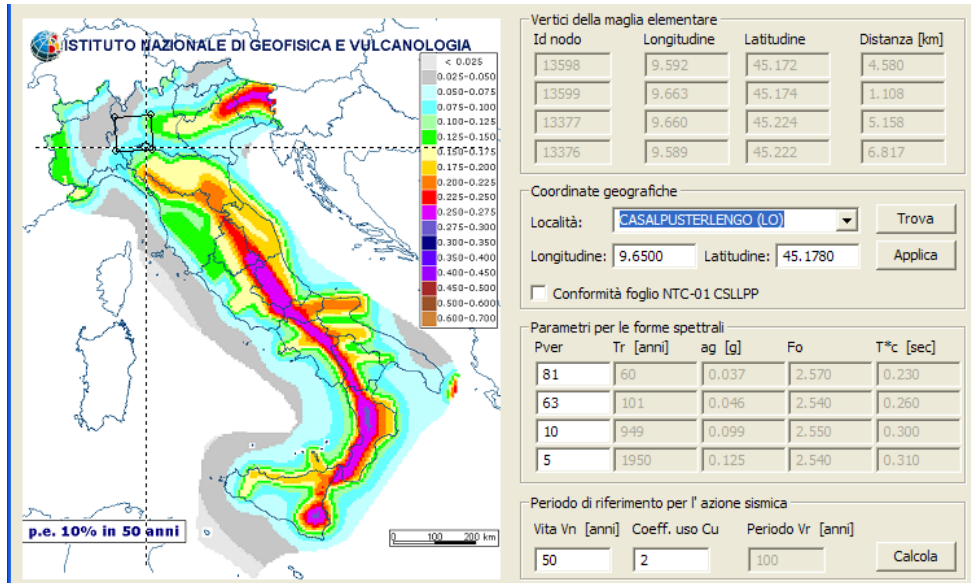 ISTITUTO NAZIONALE DI GEOFISICA E VULCANOLOGIA
< 0.025
0.025-0.050
0.050-0.075
0.075-0.100
0.100-0.125
0.125-0.150
0.150-0.175
0.175-0.200
0.200-0.225
0.225-0.250
0.250-0.275
0.275-0.300
0.300-0.350
0.350-0.400
0.400-0.450
0.450-0.500
0.500-0.600
0.600-0.700
p.e. 10% in 50 anni
0 100 200 km
Vertici della maglia elementare
Id nodo Longitudine Latitudine Distanza [km]
13598 9.592 45.172 4.580
13599 9.663 45.174 1.108
13377 9.660 45.224 5.158
13376 9.589 45.222 6.817
Coordinate geografiche
Località: CASALPUSTERLENGO (LO) Trova
Longitudine: 9.6500 Latitudine: 45.1780 Applica
Conformità foglio NTC-01 CSLLPP
Parametri per le forme spettrali
Pver Tr [anni] ag [g] Fo T*c [sec]
81 60 0.037 2.570 0.230
63 101 0.046 2.540 0.260
10 949 0.099 2.550 0.300
5 1950 0.125 2.540 0.310
Periodo di riferimento per l' azione sismica
Vita Vn [anni] Coeff. uso Cu Periodo Vr [anni]
50 2 100 Calcola